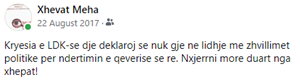 Xhevat Meha
22 August 2017 ·
Kryesia e LDK-se dje deklaroj se nuk gje ne lidhje me zhvillimet
politike per ndertimin e qeverise se re. Nxjerrni more duart nga
xhepat!